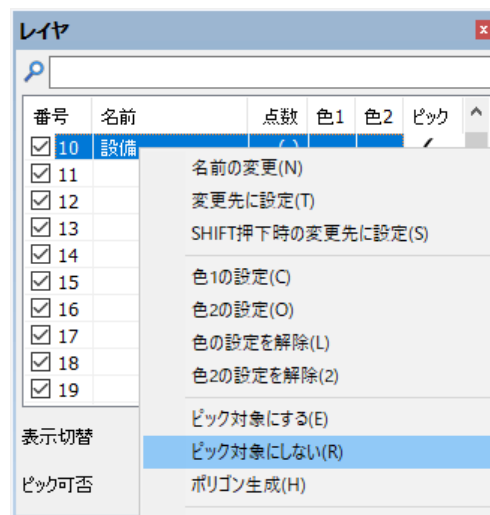 レイヤ
番号 名前 点数 色1 色2 ピック
10 設備
11
12
13
14
15
16
17
18
19
名前の変更(N)
変更先に設定(T)
SHIFT押下時の変更先に設定(S)
色1の設定(C)
色2の設定(O)
色の設定を解除(L)
色2の設定を解除(2)
ピック対象にする(E)
ピック対象にしない(R)
ポリゴン生成(H)
表示切替
ピック可否